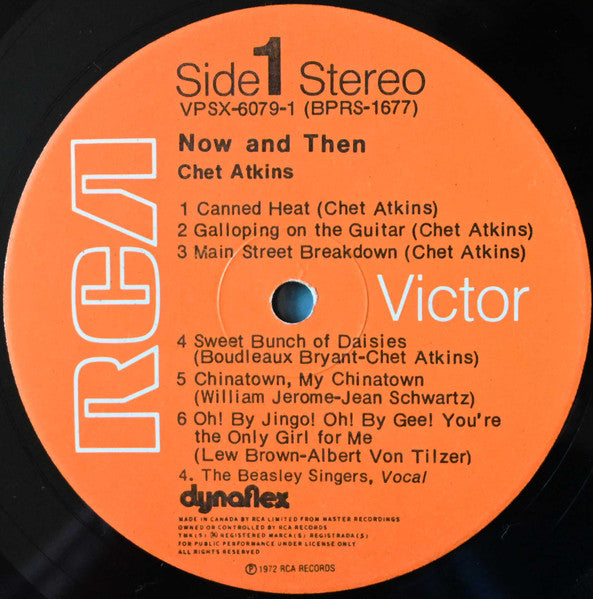 Side 1 Stereo
VPSX-6079-1 (BPRS-1677)
Now and Then
Chet Atkins
1 Canned Heat (Chet Atkins)
2 Galloping on the Guitar (Chet Atkins)
3 Main Street Breakdown (Chet Atkins)
RCA
Victor
4 Sweet Bunch of Daisies
(Boudleaux Bryant-Chet Atkins)
5 Chinatown, My Chinatown
(William Jerome-Jean Schwartz)
6 Oh! By Jingo! Oh! By Gee! You're
the Only Girl for Me
(Lew Brown-Albert Von Tilzer)
4. The Beasley Singers, Vocal
dynaflex
MADE IN CANADA BY RCA LIMITED FROM MASTER RECORDINGS
OWNED OR CONTROLLED BY RCA RECORDS
TMK(S) ® REGISTERED MARCA(S) REGISTRADA(S)
FOR PUBLIC PERFORMANCE UNDER LICENSE ONLY
ALL RIGHTS RESERVED
℗ 1972 RCA RECORDS